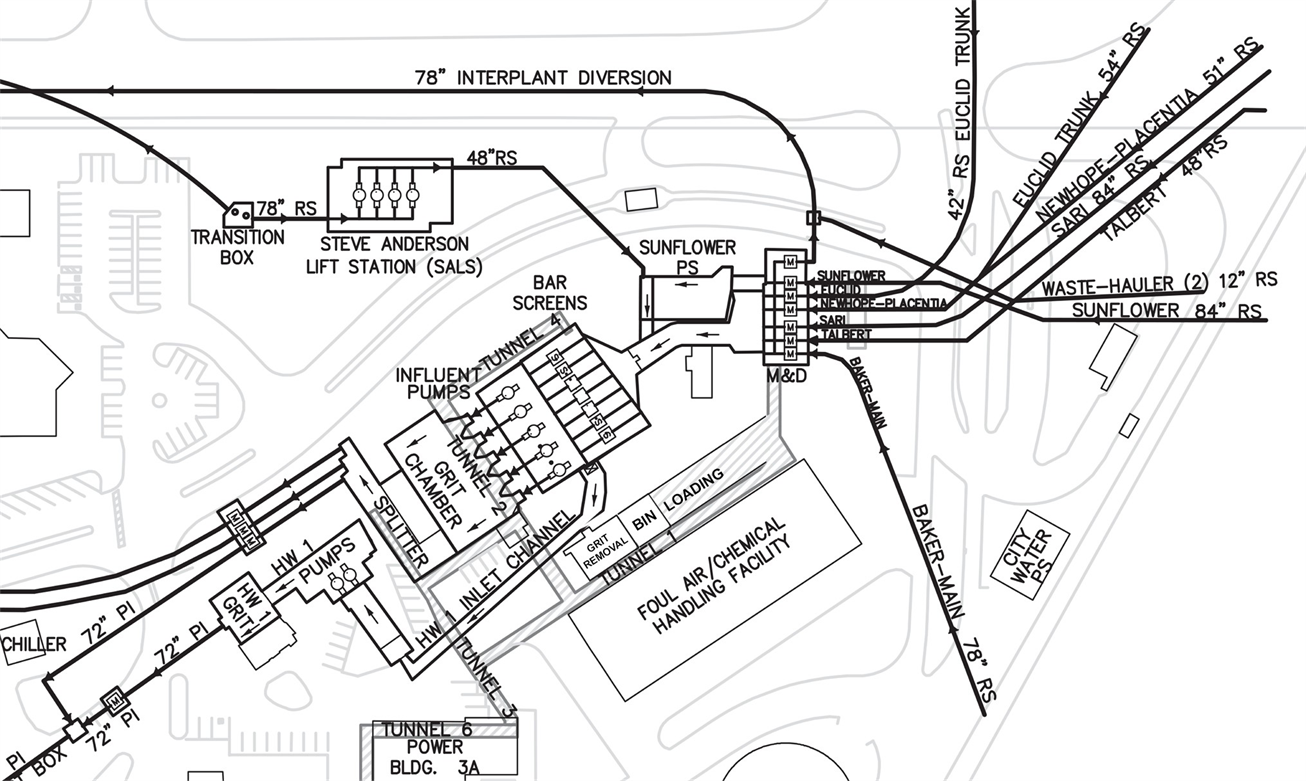 78" INTERPLANT DIVERSION
42" RS EUCLID TRUNK
EUCLID TRUNK 54" RS
NEWHOPE-PLACENTIA 51" RS
SARI 84" RS
TALBERT 48"RS
48"RS
78" RS
TRANSITION
BOX
STEVE ANDERSON
LIFT STATION (SALS)
SUNFLOWER
PS
BAR
SCREENS
SUNFLOWER
EUCLID
NEWHOPE-PLACENTIA
SARI
TALBERT
M
M
M
M
M
M
M
M&D
WASTE-HAULER (2) 12" RS
SUNFLOWER 84" RS
BAKER-MAIN
BAKER-MAIN 78" RS
INFLUENT
PUMPS
TUNNEL 4
S
S
S
S
TUNNEL 2
GRIT
CHAMBER
SPLITTER
M
M
M
HW 1
PUMPS
HW 1
GRIT
HW 1 INLET CHANNEL
GRIT
REMOVAL
BIN
LOADING
TUNNEL 1
FOUL AIR/CHEMICAL
HANDLING FACILITY
CITY
WATER
PS
CHILLER
72" PI
72" PI
M
72" PI
PI
BOX
TUNNEL 3
TUNNEL 6
POWER
BLDG. 3A